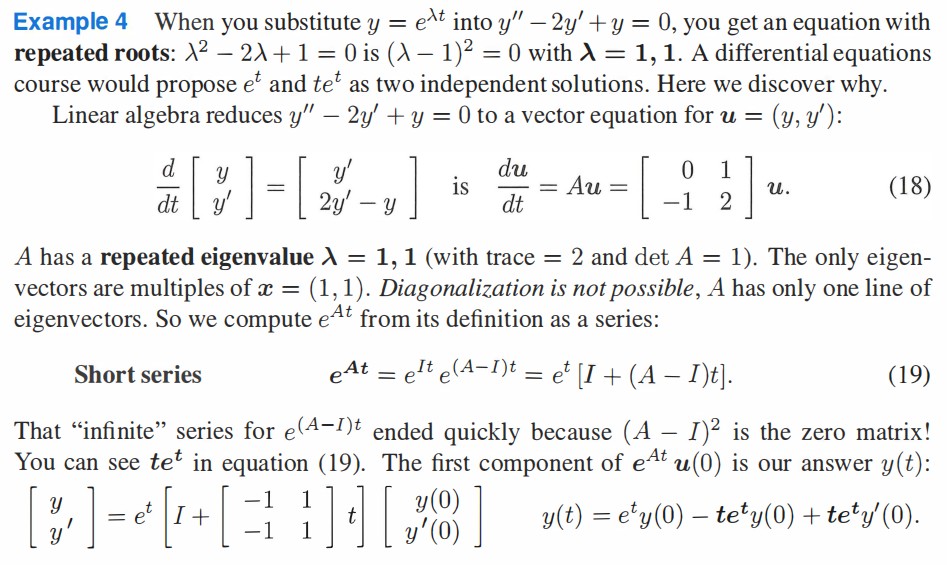 Example 4 When you substitute y = e^{λt} into y″ − 2y′ + y = 0, you get an equation with
repeated roots: λ² − 2λ + 1 = 0 is (λ − 1)² = 0 with λ = 1, 1. A differential equations
course would propose e^t and te^t as two independent solutions. Here we discover why.
Linear algebra reduces y″ − 2y′ + y = 0 to a vector equation for u = (y, y′):
d/dt [y; y′] = [y′; 2y′ − y] is du/dt = Au = [0 1; −1 2] u. (18)
A has a repeated eigenvalue λ = 1, 1 (with trace = 2 and det A = 1). The only eigen-
vectors are multiples of x = (1, 1). Diagonalization is not possible, A has only one line of
eigenvectors. So we compute e^{At} from its definition as a series:
Short series e^{At} = e^{It} e^{(A−I)t} = e^t [I + (A − I)t]. (19)
That “infinite” series for e^{(A−I)t} ended quickly because (A − I)² is the zero matrix!
You can see te^t in equation (19). The first component of e^{At} u(0) is our answer y(t):
[y; y′] = e^t [I + [−1 1; −1 1] t] [y(0); y′(0)] y(t) = e^t y(0) − te^t y(0) + te^t y′(0).